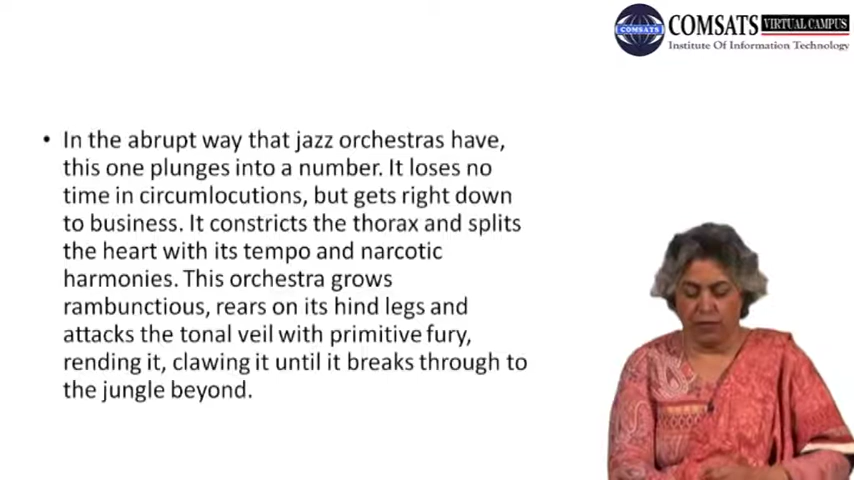 COMSATS VIRTUAL CAMPUS
COMSATS
Institute Of Information Technology
• In the abrupt way that jazz orchestras have,
this one plunges into a number. It loses no
time in circumlocutions, but gets right down
to business. It constricts the thorax and splits
the heart with its tempo and narcotic
harmonies. This orchestra grows
rambunctious, rears on its hind legs and
attacks the tonal veil with primitive fury,
rending it, clawing it until it breaks through to
the jungle beyond.